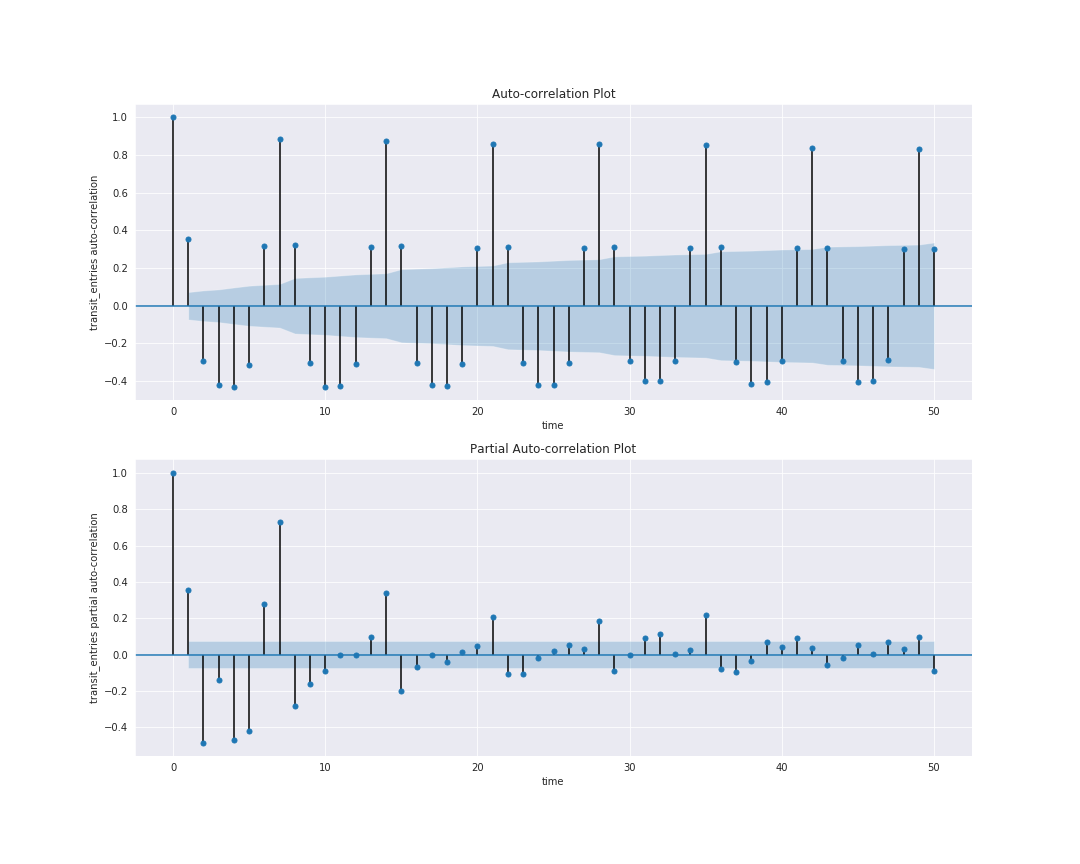 Auto-correlation Plot
transit_entries auto-correlation
1.0
0.8
0.6
0.4
0.2
0.0
−0.2
−0.4
0 10 20 30 40 50
time
Partial Auto-correlation Plot
transit_entries partial auto-correlation
1.0
0.8
0.6
0.4
0.2
0.0
−0.2
−0.4
0 10 20 30 40 50
time